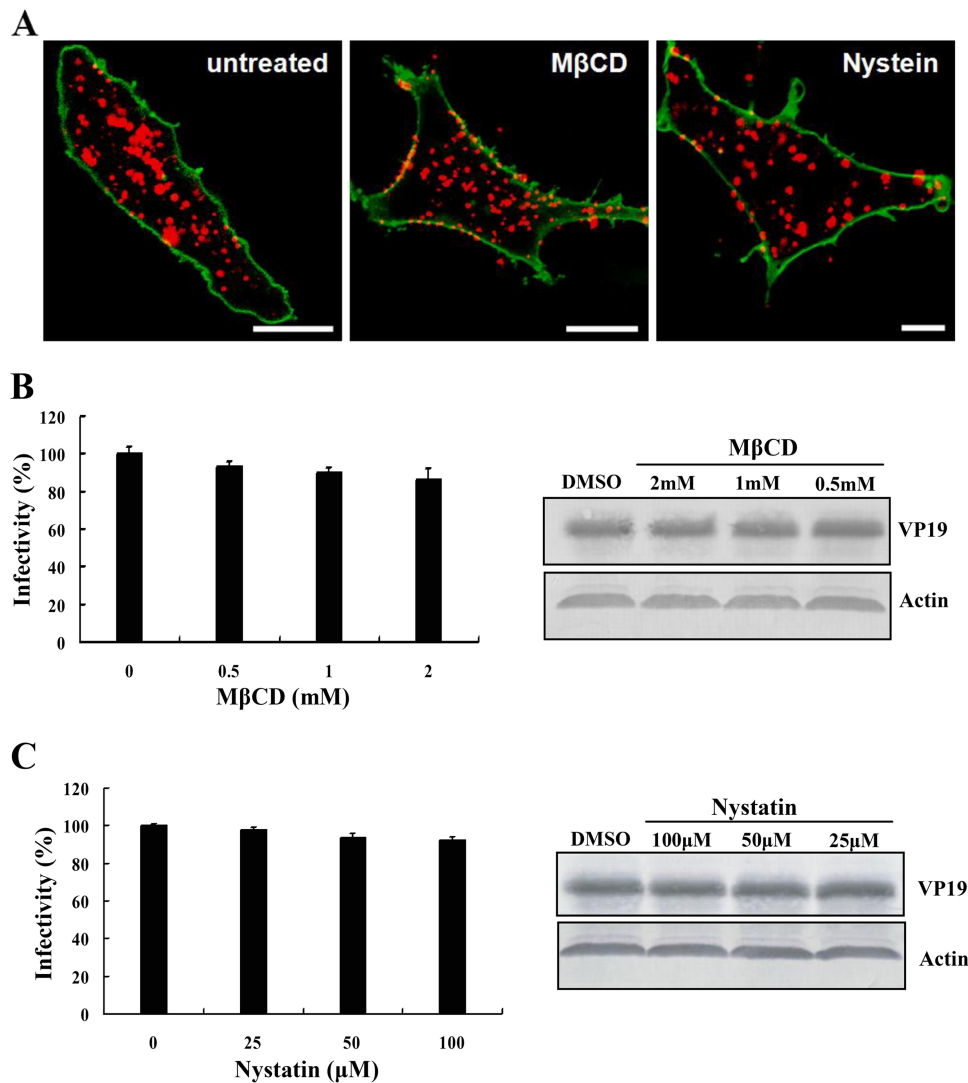 A
untreated
MβCD
Nystein
B
120
100
80
60
40
20
0
Infectivity (%)
0 0.5 1 2
MβCD (mM)
MβCD
DMSO 2mM 1mM 0.5mM
VP19
Actin
C
120
100
80
60
40
20
0
Infectivity (%)
0 25 50 100
Nystatin (μM)
Nystatin
DMSO 100μM 50μM 25μM
VP19
Actin